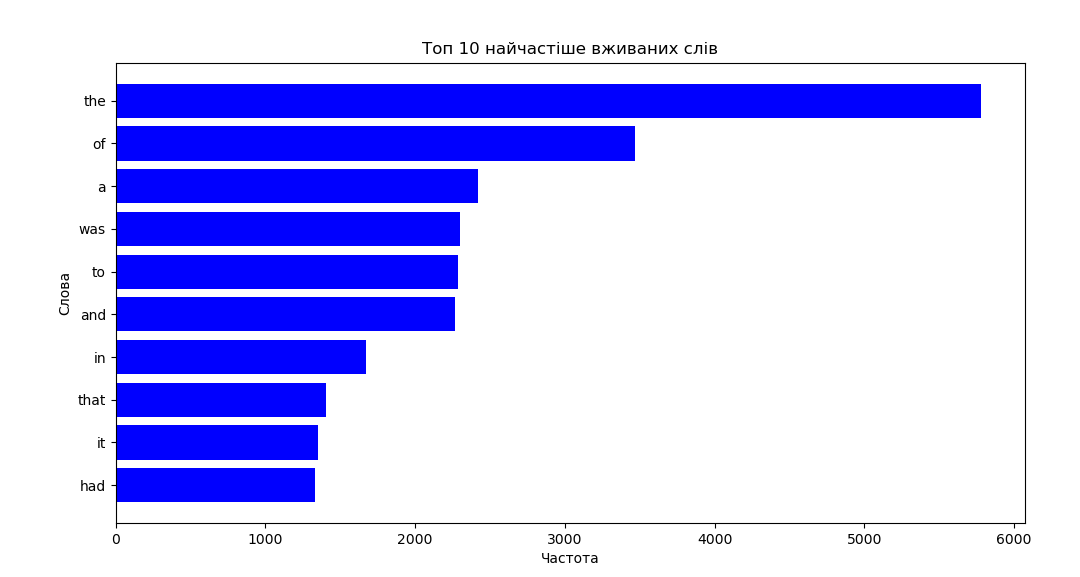 Топ 10 найчастіше вживаних слів
the
of
a
was
to
and
in
that
it
had
Слова
0 1000 2000 3000 4000 5000 6000
Частота